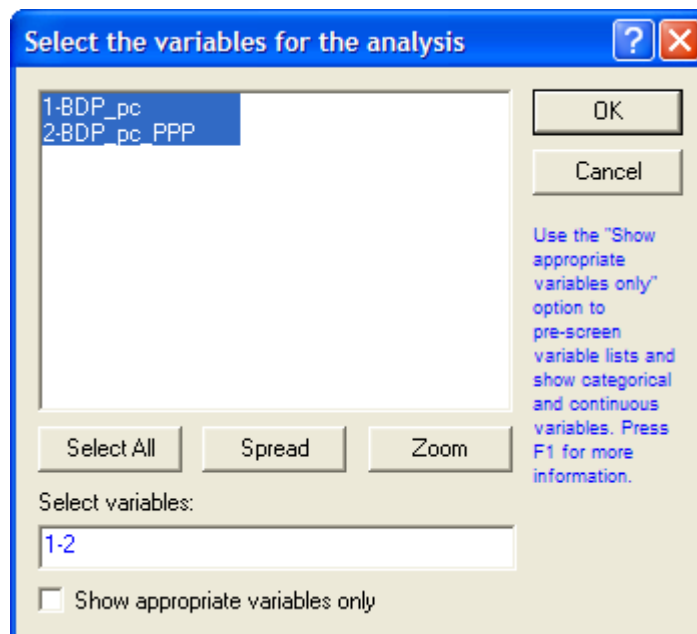 Select the variables for the analysis
?
1-BDP_pc
2-BDP_pc_PPP
OK
Cancel
Use the "Show
appropriate
variables only"
option to
pre-screen
variable lists and
show categorical
and continuous
variables. Press
F1 for more
information.
Select All
Spread
Zoom
Select variables:
1-2
Show appropriate variables only